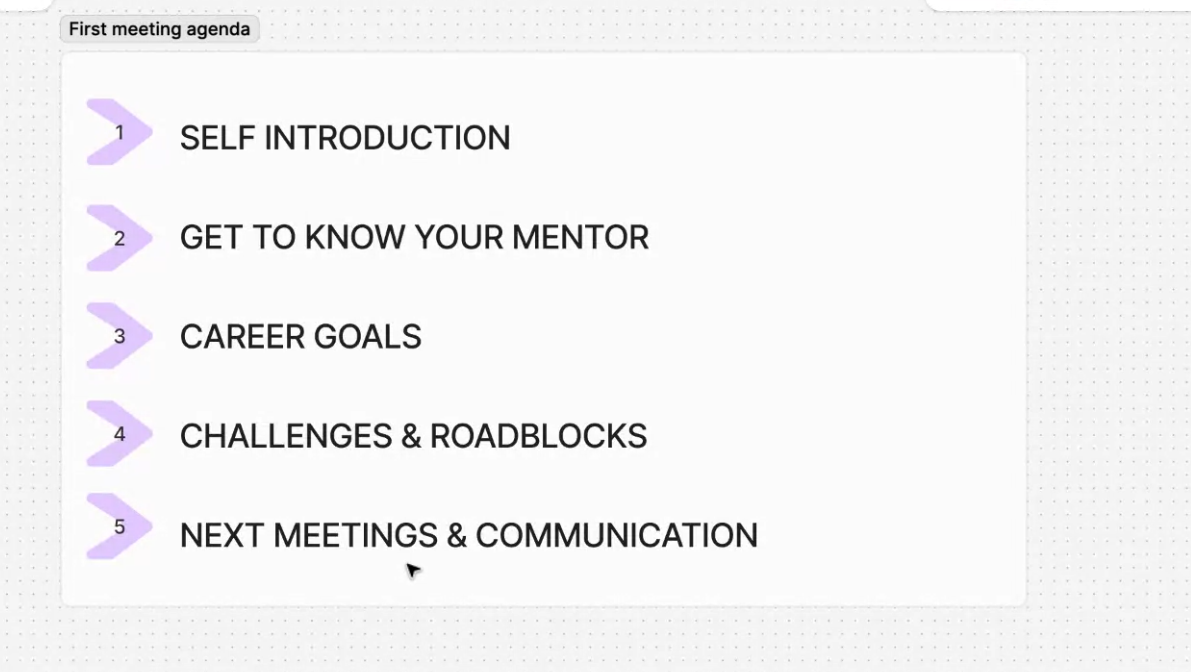 First meeting agenda
1 SELF INTRODUCTION
2 GET TO KNOW YOUR MENTOR
3 CAREER GOALS
4 CHALLENGES & ROADBLOCKS
5 NEXT MEETINGS & COMMUNICATION